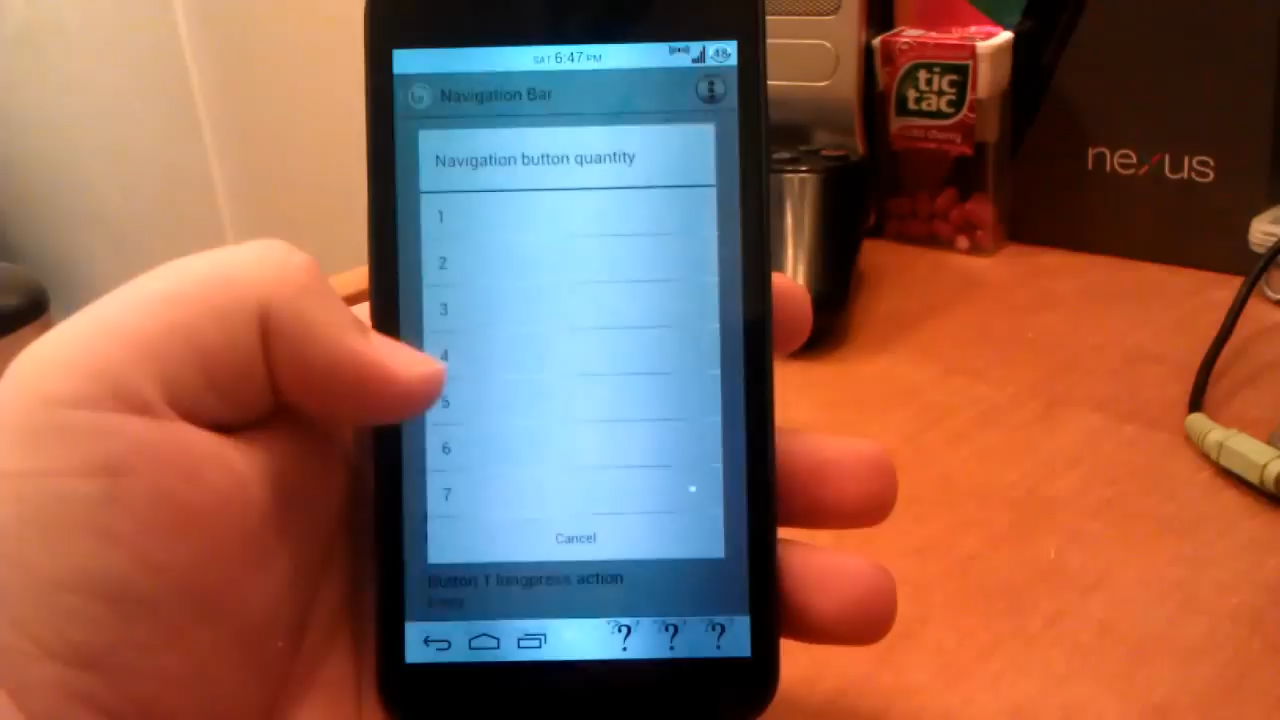 SAT 6:47 PM
48
Navigation Bar
Navigation button quantity
1
2
3
4
5
6
7
Cancel
Button 1 longpress action
? ? ?
tic
tac
nexus